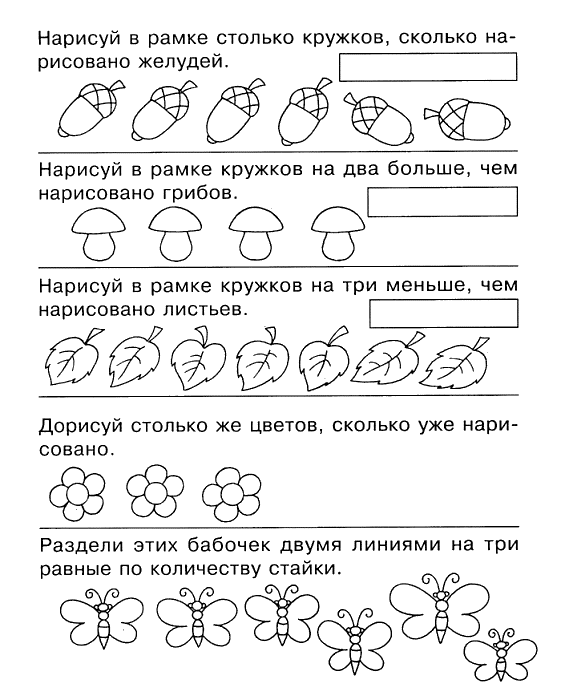 Нарисуй в рамке столько кружков, сколько на-
рисовано желудей.
Нарисуй в рамке кружков на два больше, чем
нарисовано грибов.
Нарисуй в рамке кружков на три меньше, чем
нарисовано листьев.
Дорисуй столько же цветов, сколько уже нари-
совано.
Раздели этих бабочек двумя линиями на три
равные по количеству стайки.